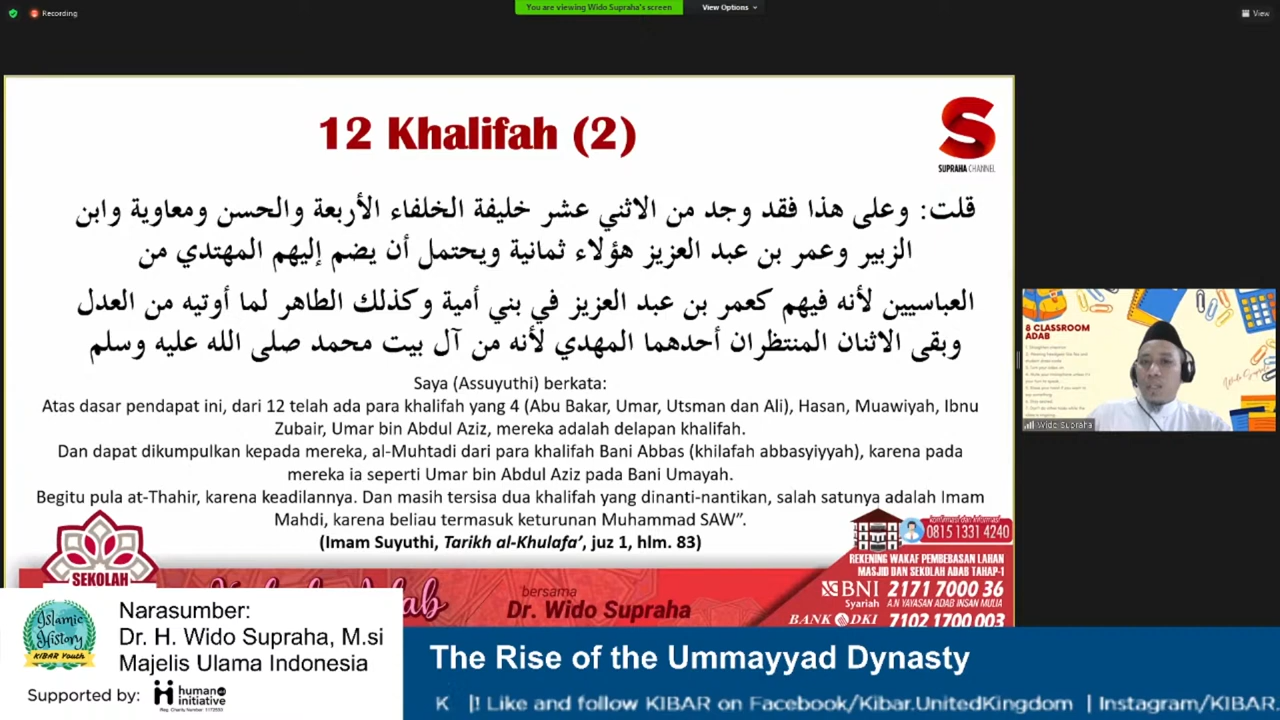 Recording
You are viewing Wido Supraha's screen
View Options
View
12 Khalifah (2)
SUPRAHA CHANNEL
قلت: وعلى هذا فقد وجد من الاثني عشر خليفة الخلفاء الأربعة والحسن ومعاوية وابن
الزبير وعمر بن عبد العزيز هؤلاء ثمانية ويحتمل أن يضم إليهم المهتدي من
العباسيين لأنه فيهم كعمر بن عبد العزيز في بني أمية وكذلك الطاهر لما أوتيه من العدل
وبقى الاثنان المنتظران أحدهما المهدي لأنه من آل بيت محمد صلى الله عليه وسلم
Saya (Assuyuthi) berkata:
Atas dasar pendapat ini, dari 12 telah ada para khalifah yang 4 (Abu Bakar, Umar, Utsman dan Ali), Hasan, Muawiyah, Ibnu
Zubair, Umar bin Abdul Aziz, mereka adalah delapan khalifah.
Dan dapat dikumpulkan kepada mereka, al-Muhtadi dari para khalifah Bani Abbas (khilafah abbasyiyyah), karena pada
mereka ia seperti Umar bin Abdul Aziz pada Bani Umayah.
Begitu pula at-Thahir, karena keadilannya. Dan masih tersisa dua khalifah yang dinanti-nantikan, salah satunya adalah Imam
Mahdi, karena beliau termasuk keturunan Muhammad SAW”.
(Imam Suyuthi, Tarikh al-Khulafa’, juz 1, hlm. 83)
8 CLASSROOM
ADAB
Wido Supraha
SEKOLAH
bersama
Dr. Wido Supraha
konfirmasi dan informasi
0815 1331 4240
REKENING WAKAF PEMBEBASAN LAHAN
MASJID DAN SEKOLAH ADAB TAHAP-1
BNI Syariah 2171 7000 36
A.N YAYASAN ADAB INSAN MULIA
BANK DKI 7102 1700 003
Islamic
History
KIBAR Youth
Narasumber:
Dr. H. Wido Supraha, M.si
Majelis Ulama Indonesia
Supported by: human initiative
The Rise of the Ummayyad Dynasty
K |! Like and follow KIBAR on Facebook/Kibar.UnitedKingdom | Instagram/KIBAR.